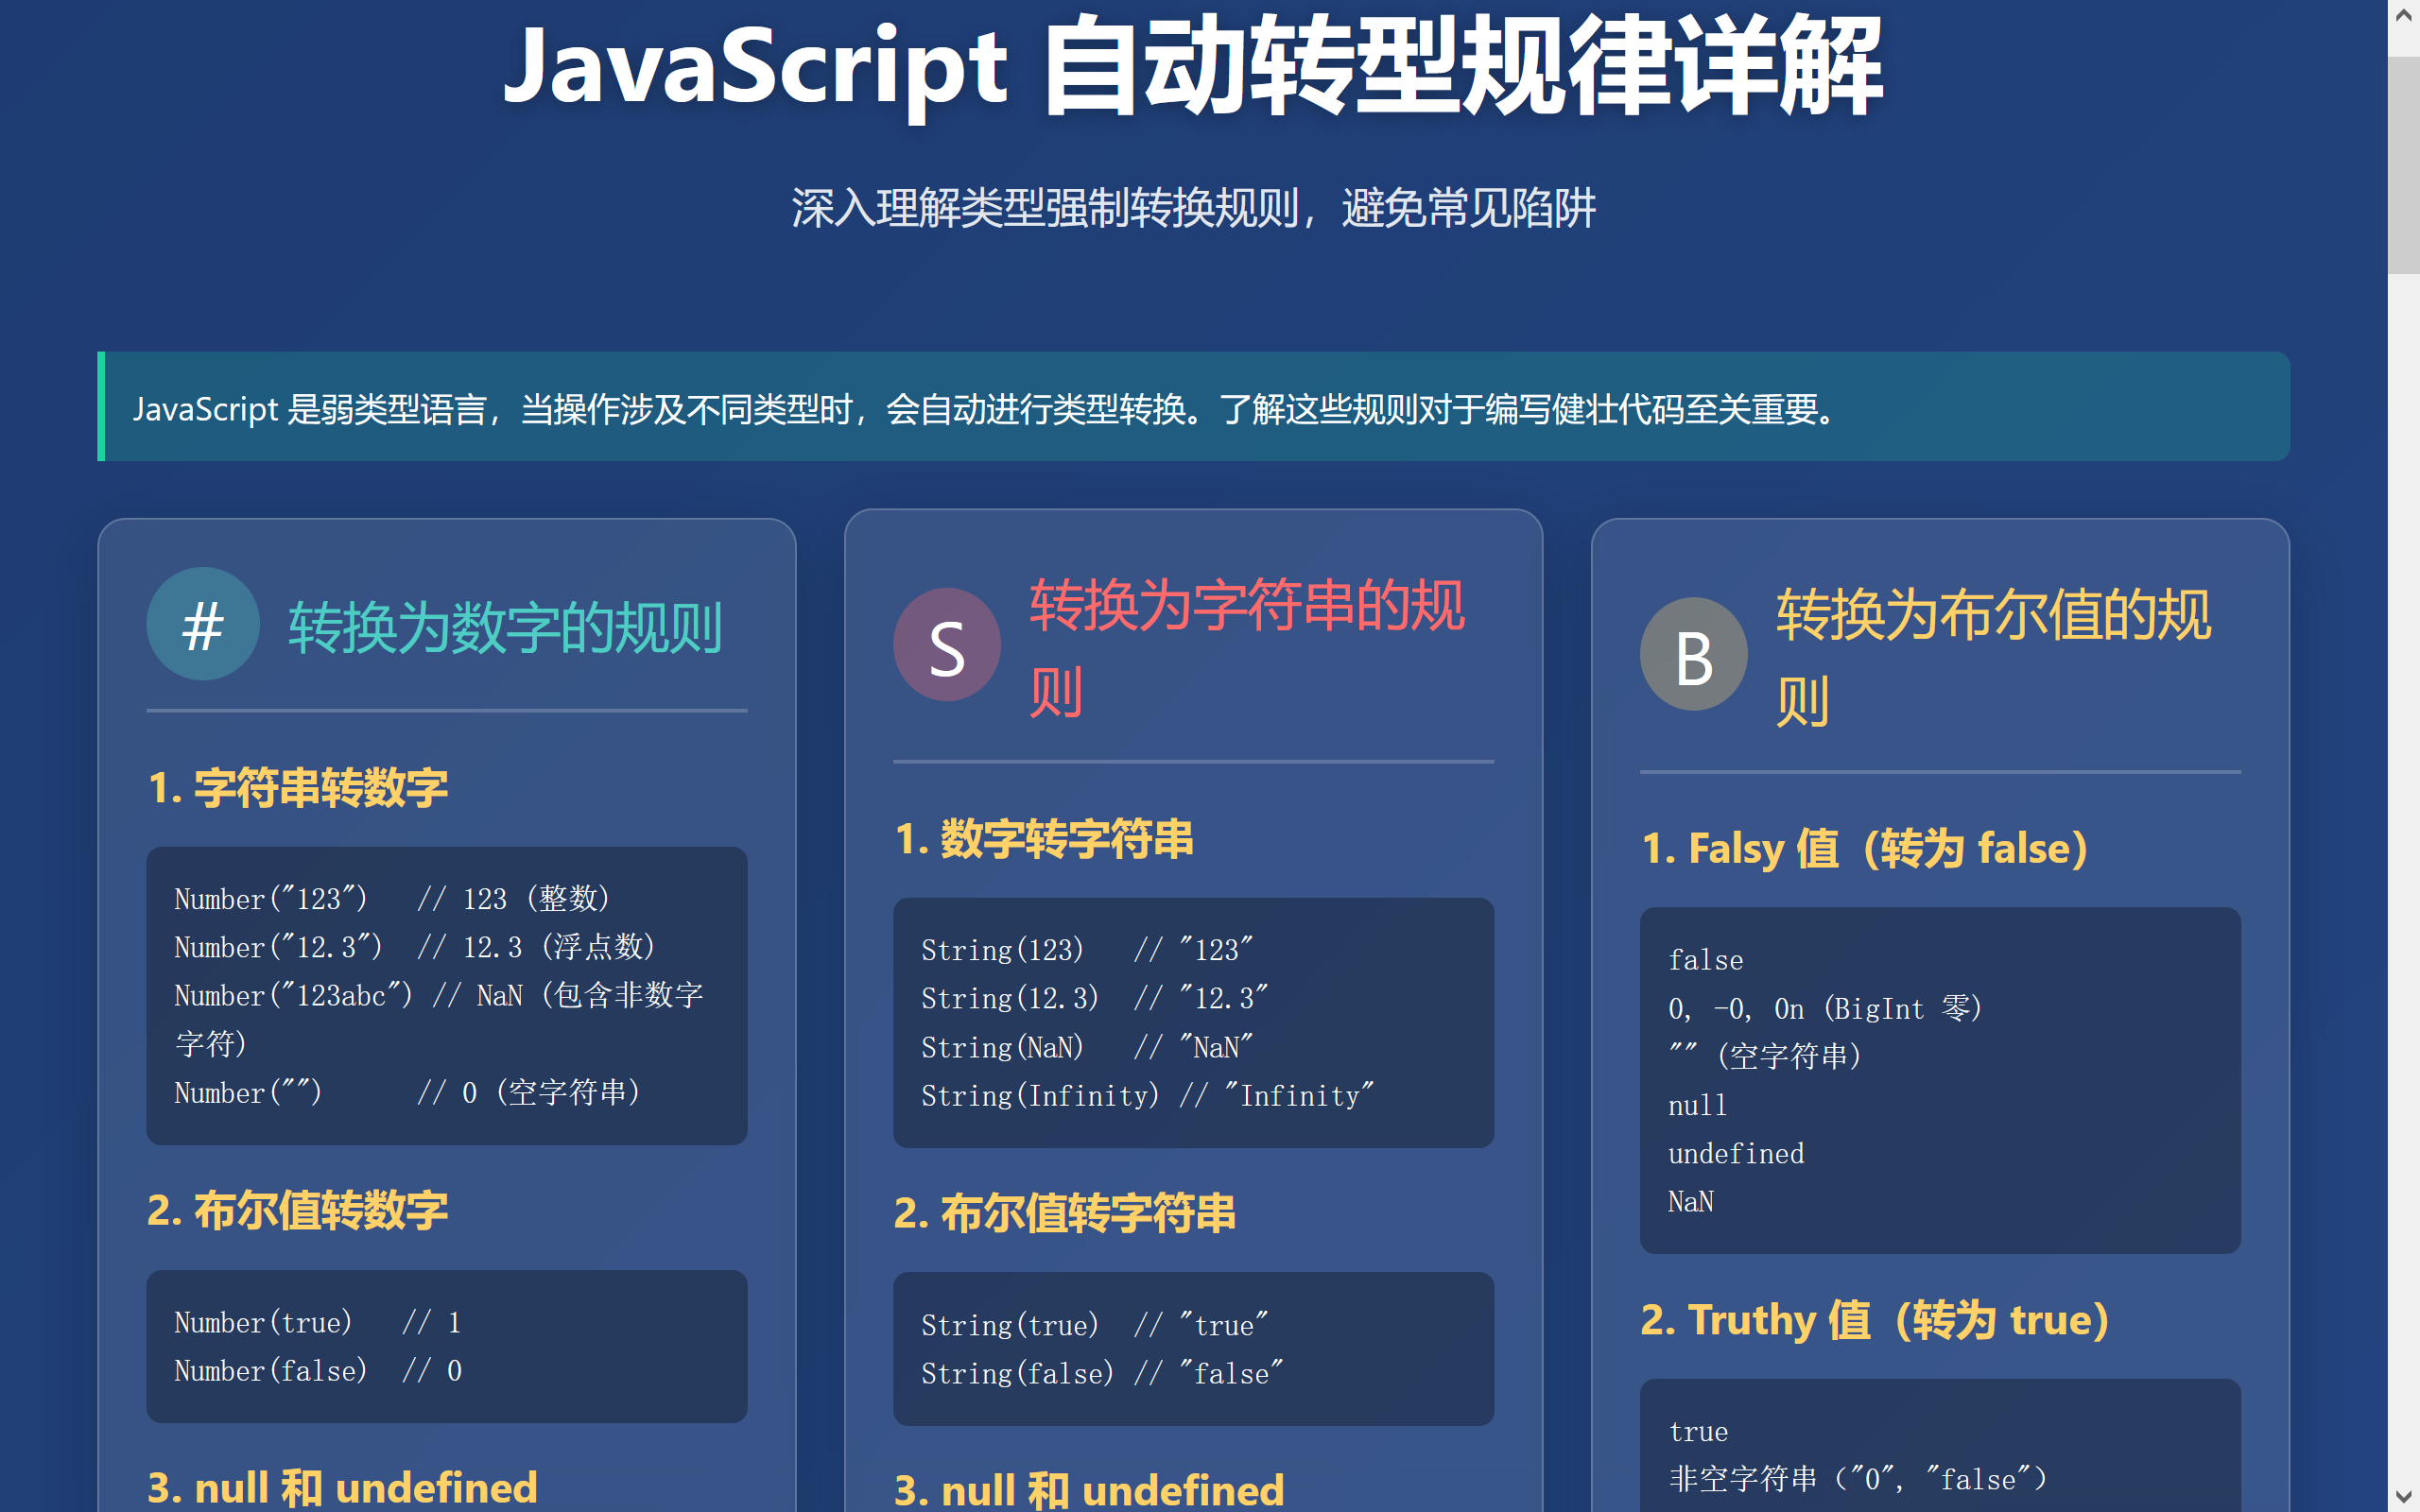 JavaScript 自动转型规律详解
深入理解类型强制转换规则，避免常见陷阱
JavaScript 是弱类型语言，当操作涉及不同类型时，会自动进行类型转换。了解这些规则对于编写健壮代码至关重要。
#
转换为数字的规则
1. 字符串转数字
Number("123")   // 123 (整数)
Number("12.3")  // 12.3 (浮点数)
Number("123abc") // NaN (包含非数字
字符)
Number("")      // 0 (空字符串)
2. 布尔值转数字
Number(true)   // 1
Number(false)  // 0
3. null 和 undefined
S
转换为字符串的规
则
1. 数字转字符串
String(123)   // "123"
String(12.3)  // "12.3"
String(NaN)   // "NaN"
String(Infinity) // "Infinity"
2. 布尔值转字符串
String(true)  // "true"
String(false) // "false"
3. null 和 undefined
B
转换为布尔值的规
则
1. Falsy 值（转为 false）
false
0, -0, 0n (BigInt 零)
"" (空字符串)
null
undefined
NaN
2. Truthy 值（转为 true）
true
非空字符串（"0", "false"）